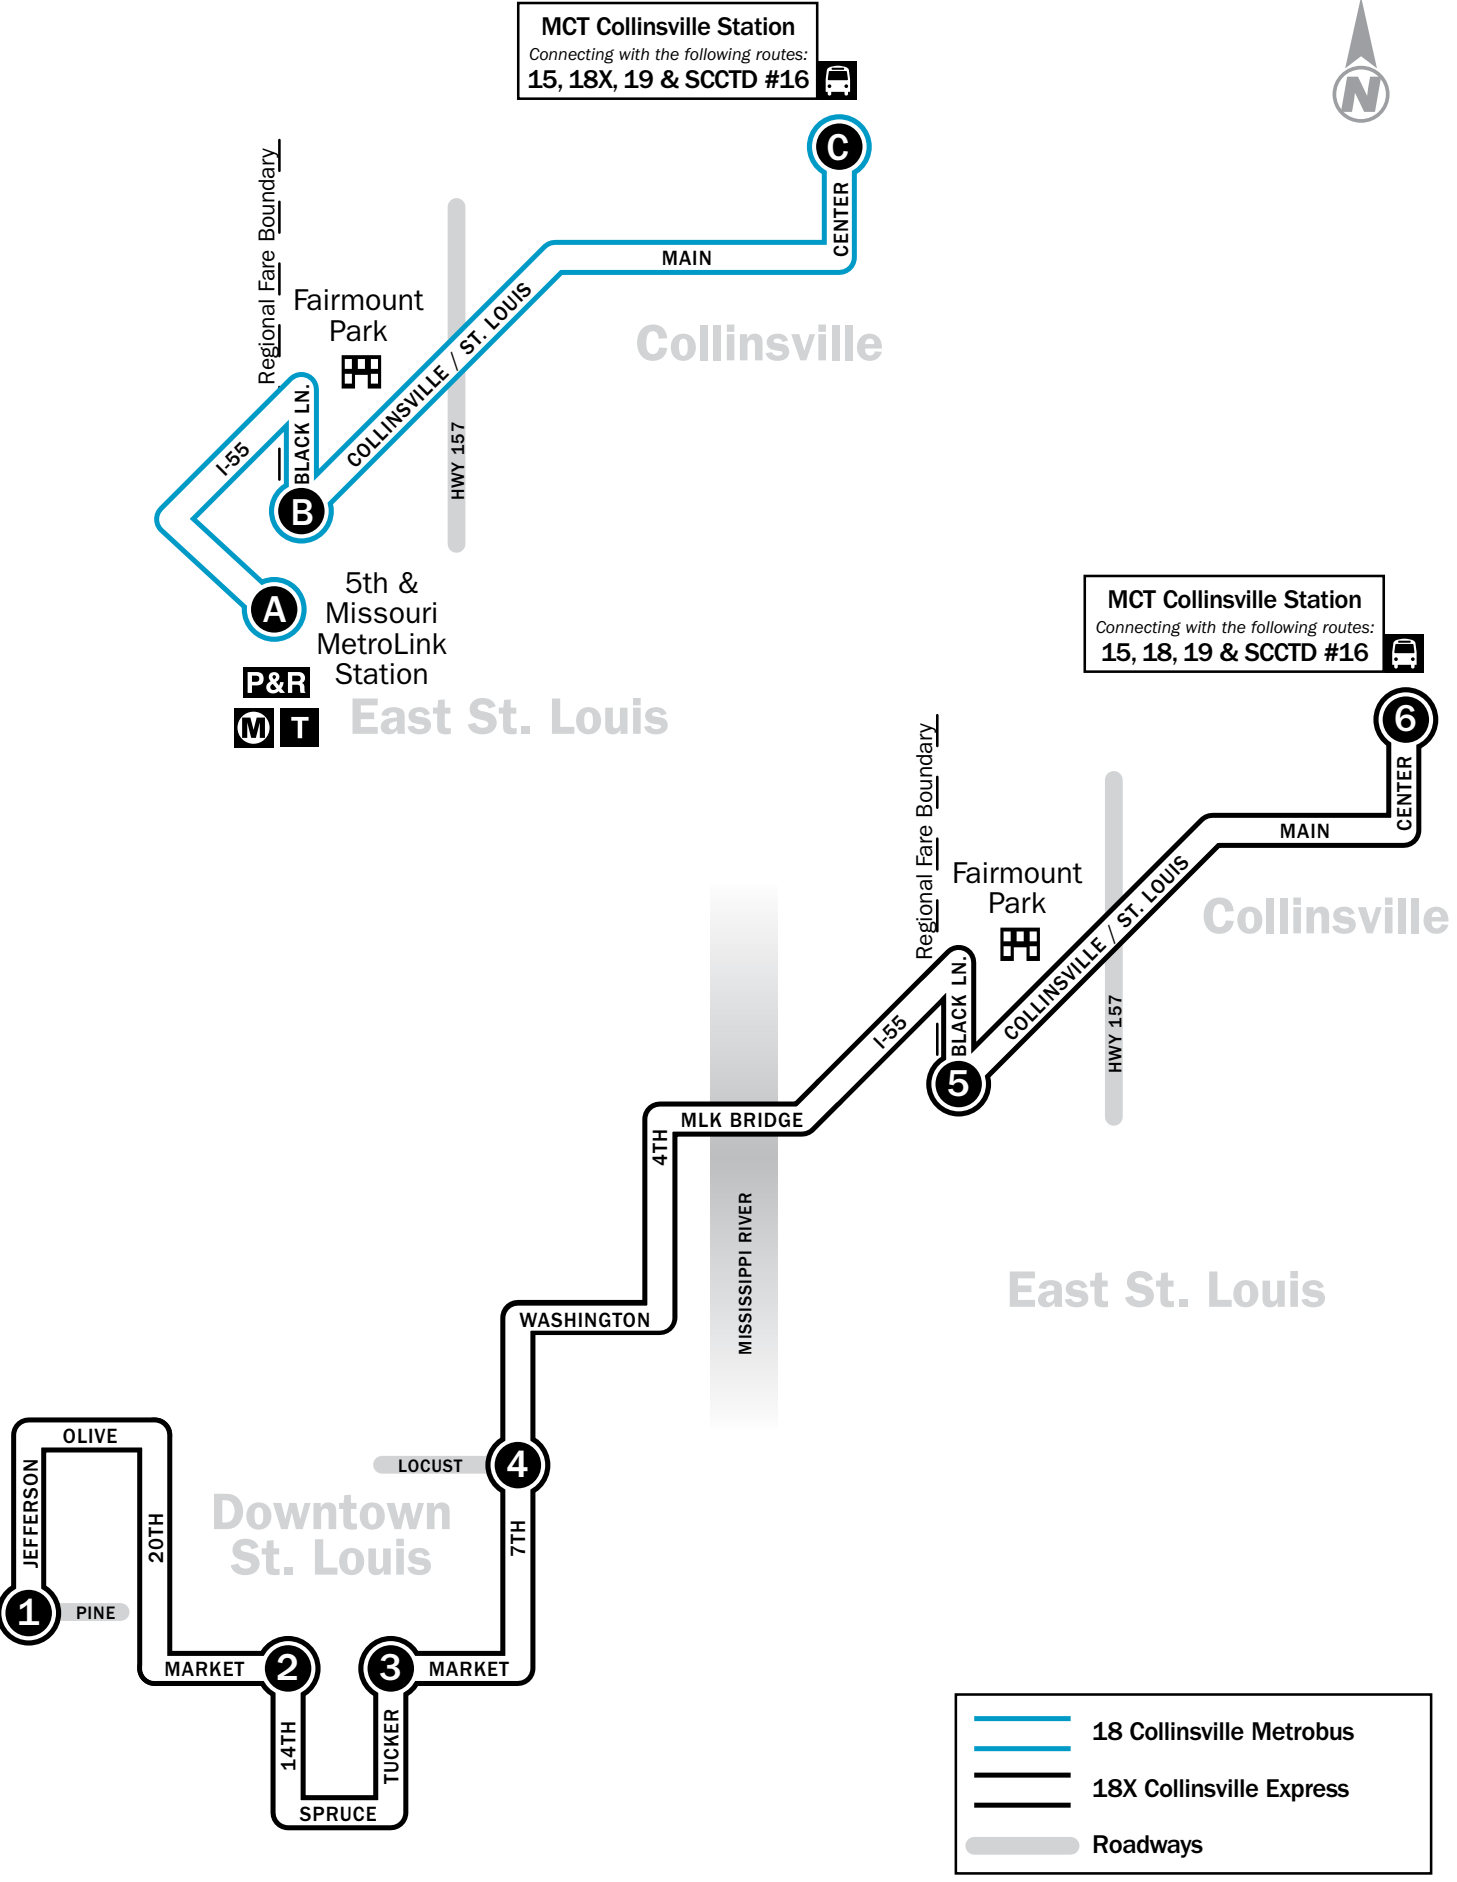 MCT Collinsville Station
Connecting with the following routes:
15, 18X, 19 & SCCTD #16
N
C
CENTER
MAIN
Regional Fare Boundary
Fairmount
Park
COLLINSVILLE / ST. LOUIS
Collinsville
I-55
BLACK LN.
HWY 157
B
A
5th &
Missouri
MetroLink
Station
P&R
M T
East St. Louis
MCT Collinsville Station
Connecting with the following routes:
15, 18, 19 & SCCTD #16
6
CENTER
MAIN
Regional Fare Boundary
Fairmount
Park
COLLINSVILLE / ST. LOUIS
Collinsville
I-55
BLACK LN.
HWY 157
5
MLK BRIDGE
4TH
MISSISSIPPI RIVER
East St. Louis
WASHINGTON
OLIVE
LOCUST
4
JEFFERSON
20TH
Downtown
St. Louis
7TH
1
PINE
MARKET
2
3
MARKET
14TH
TUCKER
SPRUCE
18 Collinsville Metrobus
18X Collinsville Express
Roadways